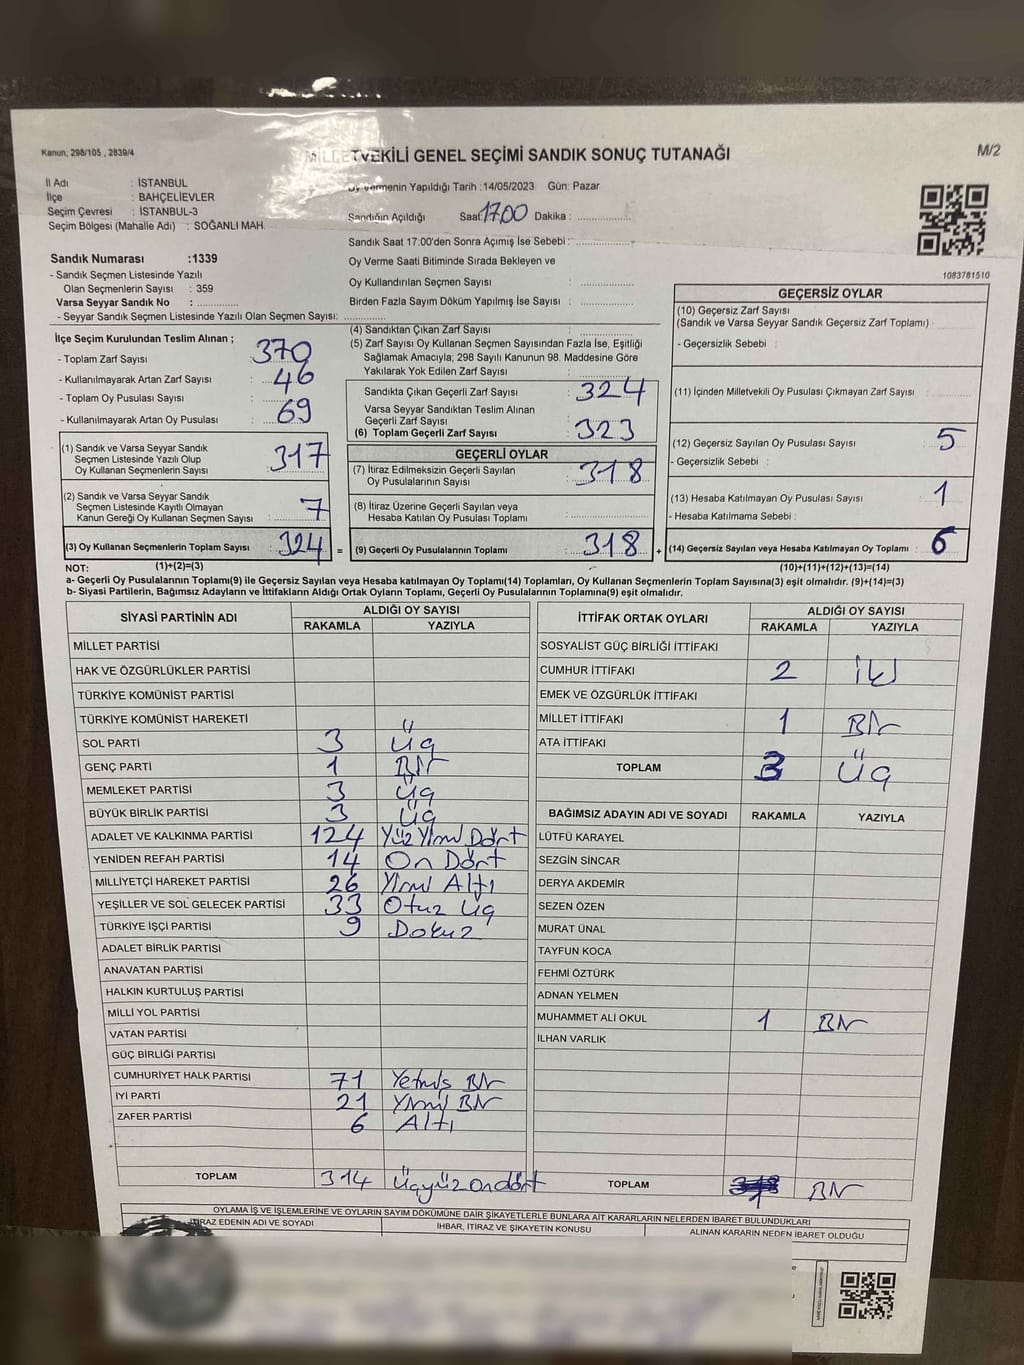 Kanun, 298/105 , 2839/4
MİLLETVEKİLİ GENEL SEÇİMİ SANDIK SONUÇ TUTANAĞI
M/2
İl Adı : İSTANBUL
İlçe : BAHÇELİEVLER
Seçim Çevresi : İSTANBUL-3
Seçim Bölgesi (Mahalle Adı) : SOĞANLI MAH.
Oy Vermenin Yapıldığı Tarih :14/05/2023 Gün: Pazar
Sandığın Açıldığı Saat: 17.00 Dakika :
Sandık Saat 17:00'den Sonra Açımış İse Sebebi :
Sandık Numarası :1339
- Sandık Seçmen Listesinde Yazılı
Olan Seçmenlerin Sayısı : 359
Varsa Seyyar Sandık No :
- Seyyar Sandık Seçmen Listesinde Yazılı Olan Seçmen Sayısı:
Oy Verme Saati Bitiminde Sırada Bekleyen ve
Oy Kullandırılan Seçmen Sayısı :
Birden Fazla Sayım Döküm Yapılmış İse Sayısı :
1083781510
İlçe Seçim Kurulundan Teslim Alınan ;
- Toplam Zarf Sayısı : 370
- Kullanılmayarak Artan Zarf Sayısı : 46
- Toplam Oy Pusulası Sayısı :
- Kullanılmayarak Artan Oy Pusulası : 69
(1) Sandık ve Varsa Seyyar Sandık
Seçmen Listesinde Yazılı Olup
Oy Kullanan Seçmenlerin Sayısı : 317
(2) Sandık ve Varsa Seyyar Sandık
Seçmen Listesinde Kayıtlı Olmayan
Kanun Gereği Oy Kullanan Seçmen Sayısı : 7
(3) Oy Kullanan Seçmenlerin Toplam Sayısı : 324 =
(1)+(2)=(3)
(4) Sandıktan Çıkan Zarf Sayısı :
(5) Zarf Sayısı Oy Kullanan Seçmen Sayısından Fazla İse, Eşitliği
Sağlamak Amacıyla; 298 Sayılı Kanunun 98. Maddesine Göre
Yakılarak Yok Edilen Zarf Sayısı :
Sandıkta Çıkan Geçerli Zarf Sayısı : 324
Varsa Seyyar Sandıktan Teslim Alınan
Geçerli Zarf Sayısı :
(6) Toplam Geçerli Zarf Sayısı : 323
GEÇERLİ OYLAR
(7) İtiraz Edilmeksizin Geçerli Sayılan
Oy Pusulalarının Sayısı : 318
(8) İtiraz Üzerine Geçerli Sayılan veya
Hesaba Katılan Oy Pusulası Toplamı :
(9) Geçerli Oy Pusulalarının Toplamı : 318 +
GEÇERSİZ OYLAR
(10) Geçersiz Zarf Sayısı
(Sandık ve Varsa Seyyar Sandık Geçersiz Zarf Toplamı) :
- Geçersizlik Sebebi :
(11) İçinden Milletvekili Oy Pusulası Çıkmayan Zarf Sayısı :
(12) Geçersiz Sayılan Oy Pusulası Sayısı : 5
- Geçersizlik Sebebi :
(13) Hesaba Katılmayan Oy Pusulası Sayısı : 1
- Hesaba Katılmama Sebebi :
(14) Geçersiz Sayılan veya Hesaba Katılmayan Oy Toplamı : 6
(10)+(11)+(12)+(13)=(14)
NOT:
a- Geçerli Oy Pusulalarının Toplamı(9) ile Geçersiz Sayılan veya Hesaba katılmayan Oy Toplamı(14) Toplamları, Oy Kullanan Seçmenlerin Toplam Sayısına(3) eşit olmalıdır. (9)+(14)=(3)
b- Siyasi Partilerin, Bağımsız Adayların ve İttifakların Aldığı Ortak Oyların Toplamı, Geçerli Oy Pusulalarının Toplamına(9) eşit olmalıdır.
SİYASİ PARTİNİN ADI
ALDIĞI OY SAYISI
RAKAMLA YAZIYLA
MİLLET PARTİSİ
HAK VE ÖZGÜRLÜKLER PARTİSİ
TÜRKİYE KOMÜNİST PARTİSİ
TÜRKİYE KOMÜNİST HAREKETİ
SOL PARTİ 3 Üç
GENÇ PARTİ 1 Bir
MEMLEKET PARTİSİ 3 Üç
BÜYÜK BİRLİK PARTİSİ 3 Üç
ADALET VE KALKINMA PARTİSİ 124 Yüz Yirmi Dört
YENİDEN REFAH PARTİSİ 14 On Dört
MİLLİYETÇİ HAREKET PARTİSİ 26 Yirmi Altı
YEŞİLLER VE SOL GELECEK PARTİSİ 33 Otuz Üç
TÜRKİYE İŞÇİ PARTİSİ 9 Dokuz
ADALET BİRLİK PARTİSİ
ANAVATAN PARTİSİ
HALKIN KURTULUŞ PARTİSİ
MİLLİ YOL PARTİSİ
VATAN PARTİSİ
GÜÇ BİRLİĞİ PARTİSİ
CUMHURİYET HALK PARTİSİ 71 Yetmiş Bir
İYİ PARTİ 21 Yirmi Bir
ZAFER PARTİSİ 6 Altı
TOPLAM 314 Üçyüz ondört
İTTİFAK ORTAK OYLARI
ALDIĞI OY SAYISI
RAKAMLA YAZIYLA
SOSYALİST GÜÇ BİRLİĞİ İTTİFAKI
CUMHUR İTTİFAKI 2 İki
EMEK VE ÖZGÜRLÜK İTTİFAKI
MİLLET İTTİFAKI 1 Bir
ATA İTTİFAKI
TOPLAM 3 Üç
BAĞIMSIZ ADAYIN ADI VE SOYADI RAKAMLA YAZIYLA
LÜTFÜ KARAYEL
SEZGİN SİNCAR
DERYA AKDEMİR
SEZEN ÖZEN
MURAT ÜNAL
TAYFUN KOCA
FEHMİ ÖZTÜRK
ADNAN YELMEN
MUHAMMET ALİ OKUL 1 Bir
İLHAN VARLIK
TOPLAM 1 Bir
OYLAMA İŞ VE İŞLEMLERİNE VE OYLARIN SAYIM DÖKÜMÜNE DAİR ŞİKAYETLERLE BUNLARA AİT KARARLARIN NELERDEN İBARET BULUNDUKLARI
İTİRAZ EDENİN ADI VE SOYADI
İHBAR, İTİRAZ VE ŞİKAYETİN KONUSU
ALINAN KARARIN NEDEN İBARET OLDUĞU